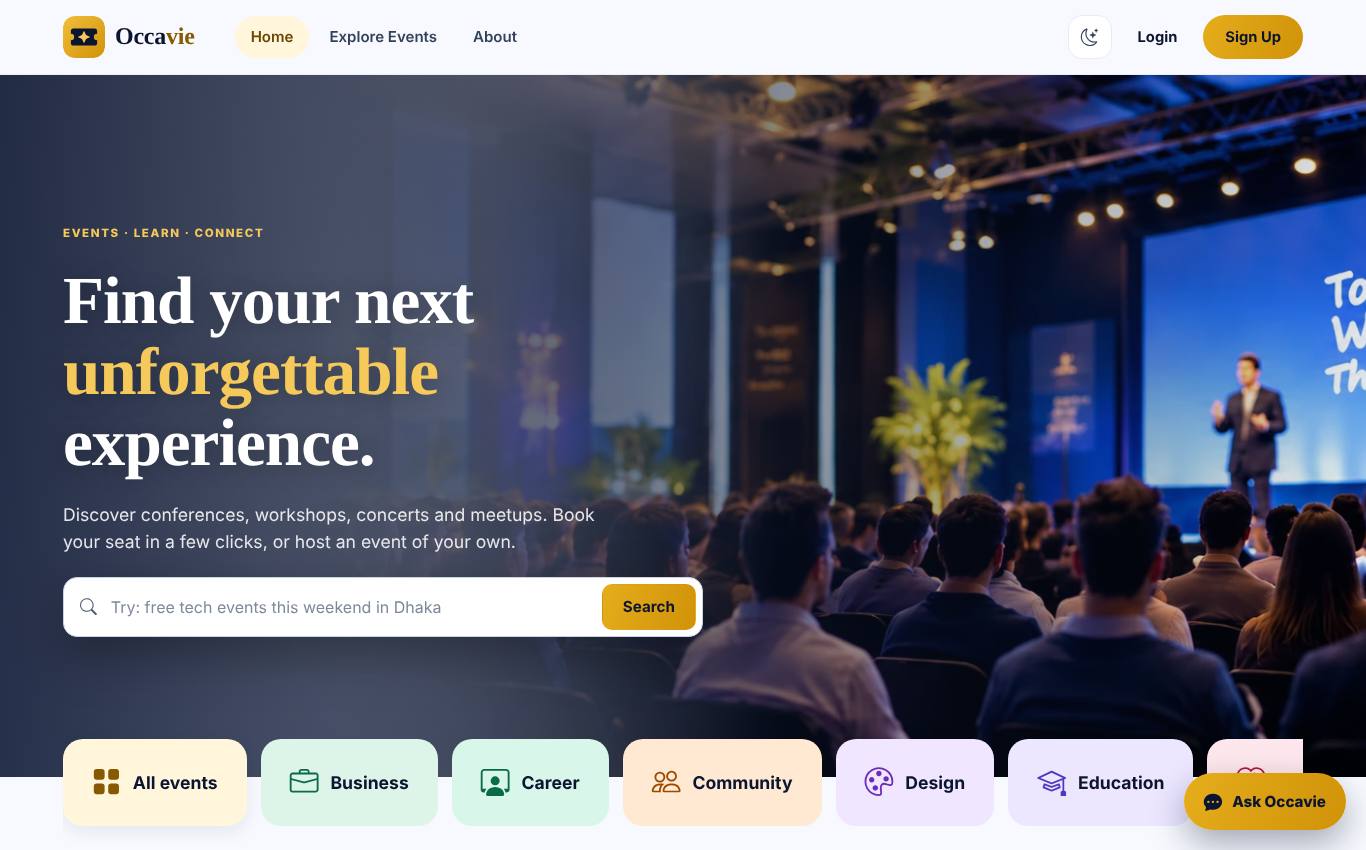 Occavie
Home
Explore Events
About
Login
Sign Up
EVENTS · LEARN · CONNECT
Find your next
unforgettable
experience.
Discover conferences, workshops, concerts and meetups. Book
your seat in a few clicks, or host an event of your own.
Try: free tech events this weekend in Dhaka
Search
All events
Business
Career
Community
Design
Education
Ask Occavie